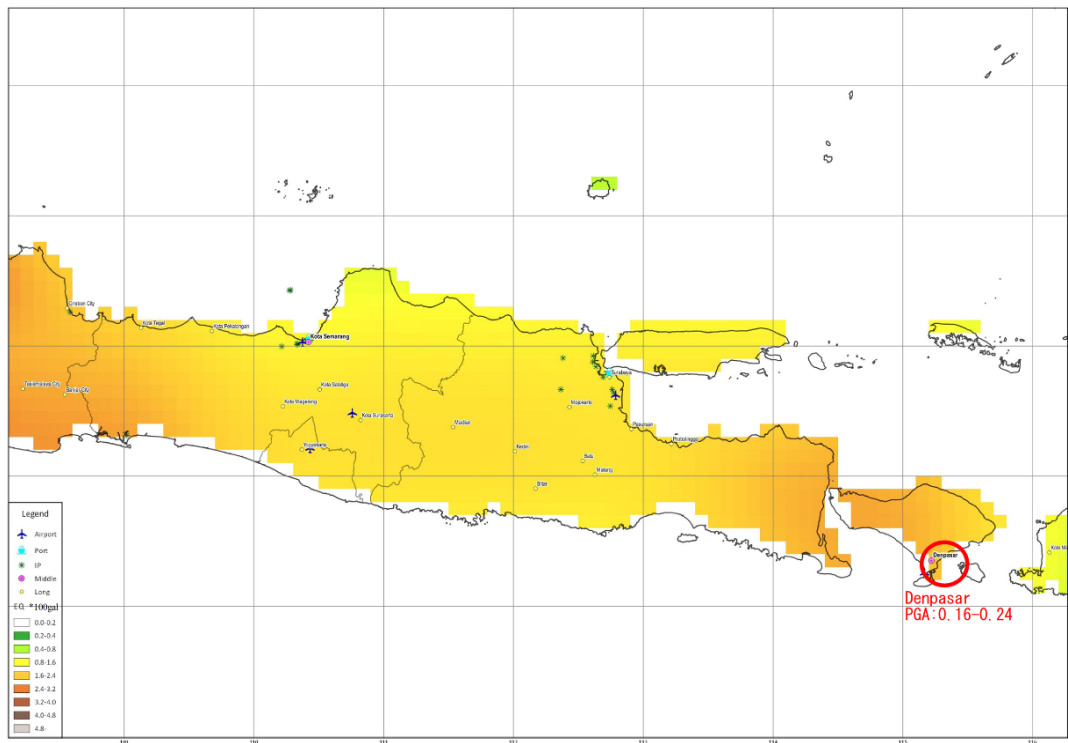 Cirebon City
Kota Tegal
Kota Pekalongan
Kota Semarang
Surabaya
Tasikmalaya City
Banjar City
Kota Salatiga
Kota Magelang
Kota Surakarta
Mojokerto
Madiun
Pasuruan
Probolinggo
Yogyakarta
Kediri
Batu
Malang
Blitar
Denpasar
Denpasar
PGA:0.16-0.24
Legend
Airport
Port
IP
Middle
Long
EQ *100gal
0.0-0.2
0.2-0.4
0.4-0.8
0.8-1.6
1.6-2.4
2.4-3.2
3.2-4.0
4.0-4.8
4.8-